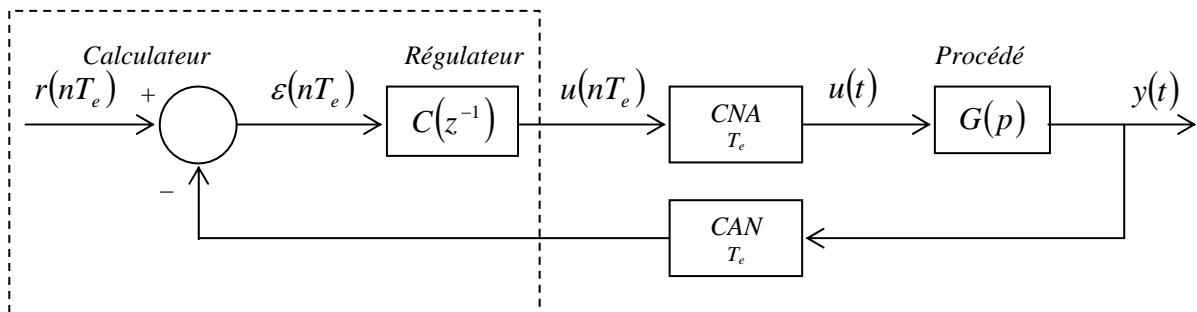 Calculateur
Régulateur
Procédé
r(nTₑ)
+
ε(nTₑ)
C(z⁻¹)
u(nTₑ)
CNA
Tₑ
u(t)
G(p)
y(t)
−
CAN
Tₑ